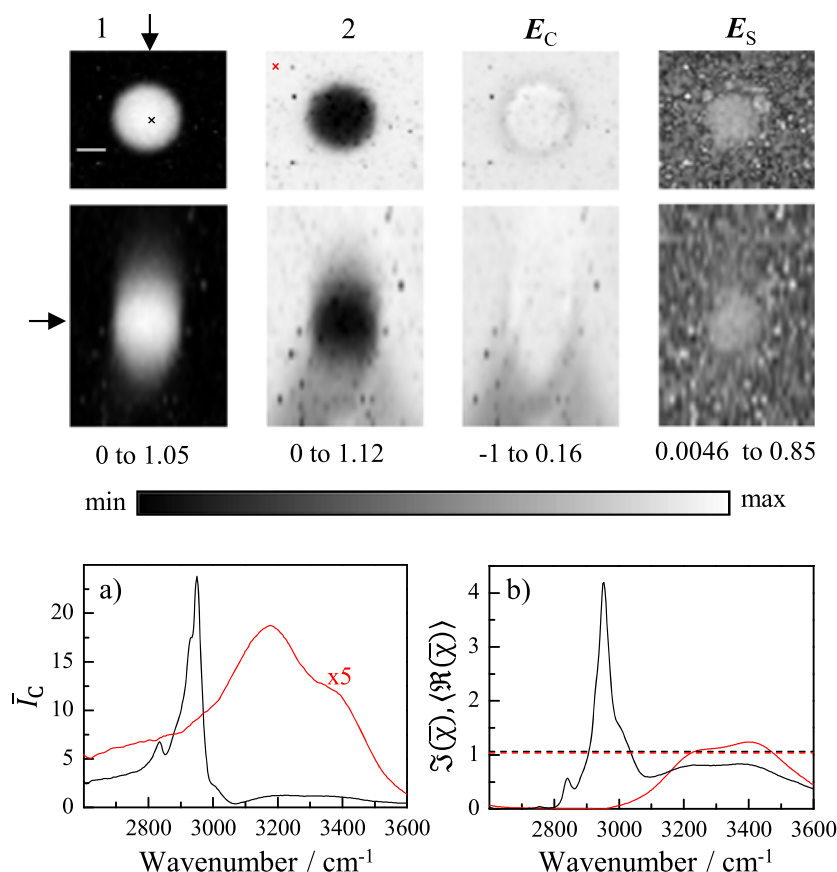 1 2 E_C E_S
0 to 1.05 0 to 1.12 -1 to 0.16 0.0046 to 0.85
min max
a)
x5
Ī_C
20
15
10
5
0
2800 3000 3200 3400 3600
Wavenumber / cm⁻¹
b)
ℑ(χ̄), ⟨ℜ(χ̄)⟩
4
3
2
1
0
2800 3000 3200 3400 3600
Wavenumber / cm⁻¹